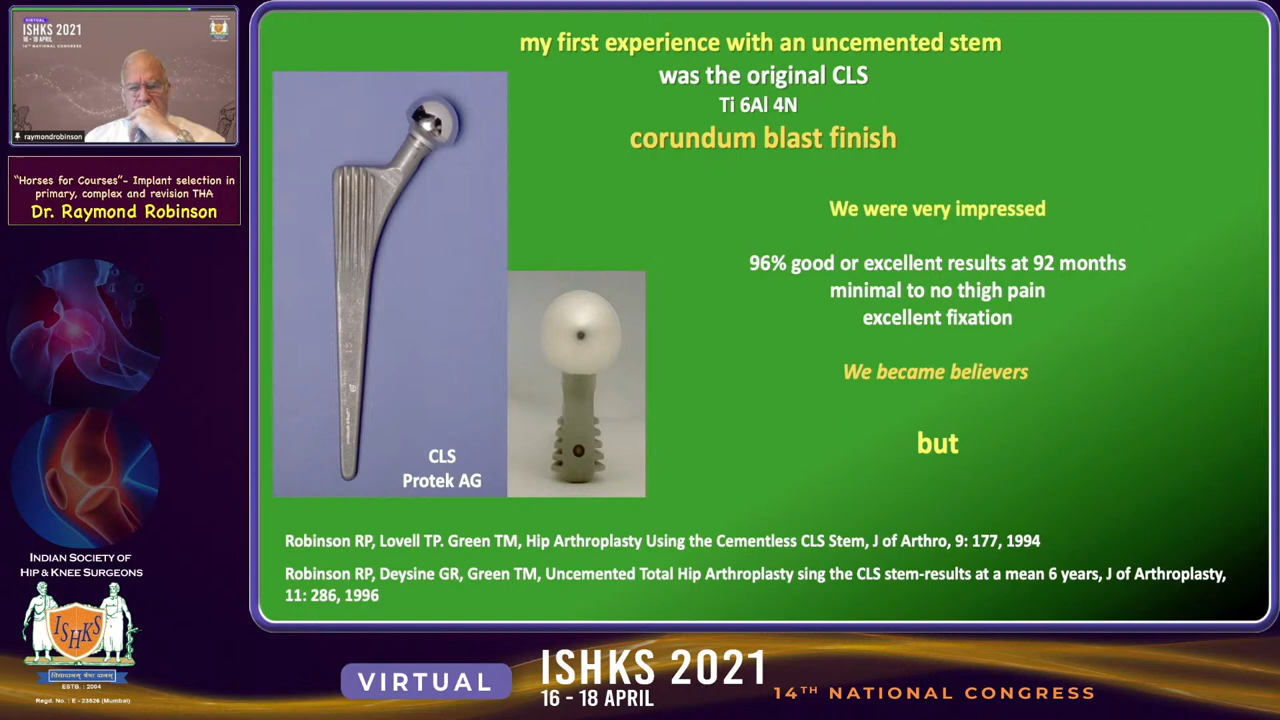 VIRTUAL
ISHKS 2021
16 - 18 APRIL
14TH NATIONAL CONGRESS
raymondrobinson
"Horses for Courses"- Implant selection in
primary, complex and revision THA
Dr. Raymond Robinson
INDIAN SOCIETY OF
HIP & KNEE SURGEONS
ISHKS
ESTB. : 2004
Regd. No. : E - 23526 (Mumbai)
my first experience with an uncemented stem
was the original CLS
Ti 6Al 4N
corundum blast finish
We were very impressed
96% good or excellent results at 92 months
minimal to no thigh pain
excellent fixation
We became believers
but
CLS
Protek AG
Robinson RP, Lovell TP. Green TM, Hip Arthroplasty Using the Cementless CLS Stem, J of Arthro, 9: 177, 1994
Robinson RP, Deysine GR, Green TM, Uncemented Total Hip Arthroplasty sing the CLS stem-results at a mean 6 years, J of Arthroplasty,
11: 286, 1996
VIRTUAL
ISHKS 2021
16 - 18 APRIL
14TH NATIONAL CONGRESS